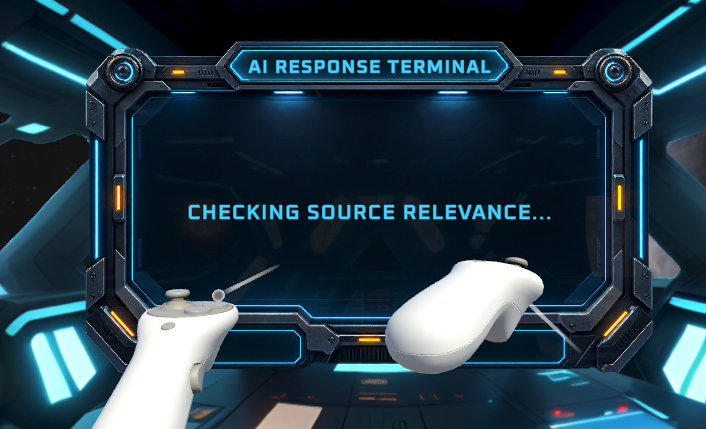 AI RESPONSE TERMINAL
CHECKING SOURCE RELEVANCE...